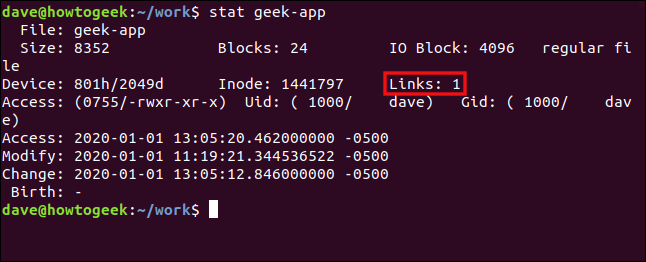 dave@howtogeek:~/work$ stat geek-app
  File: geek-app
  Size: 8352            Blocks: 24         IO Block: 4096   regular fi
le
Device: 801h/2049d      Inode: 1441797     Links: 1
Access: (0755/-rwxr-xr-x)  Uid: ( 1000/    dave)   Gid: ( 1000/    dav
e)
Access: 2020-01-01 13:05:20.462000000 -0500
Modify: 2020-01-01 11:19:21.344536522 -0500
Change: 2020-01-01 13:05:12.846000000 -0500
 Birth: -
dave@howtogeek:~/work$